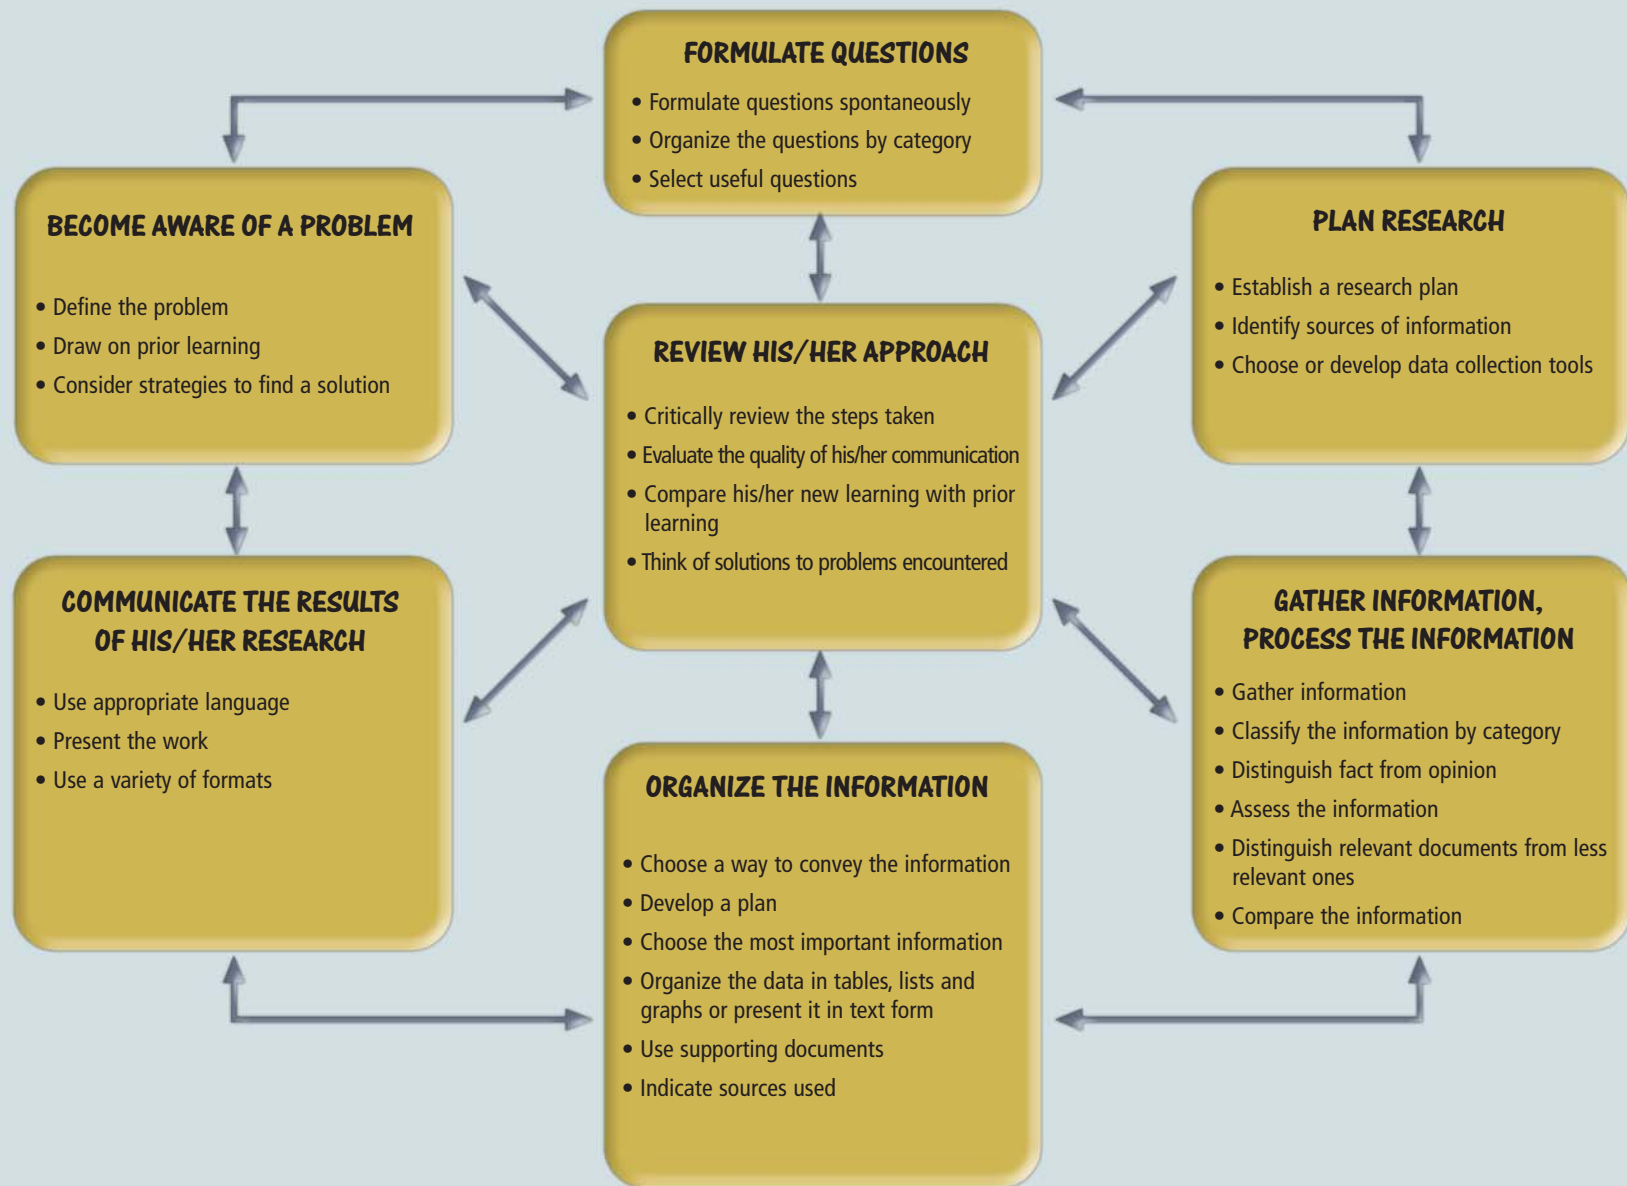 FORMULATE QUESTIONS
• Formulate questions spontaneously
• Organize the questions by category
• Select useful questions
BECOME AWARE OF A PROBLEM
• Define the problem
• Draw on prior learning
• Consider strategies to find a solution
PLAN RESEARCH
• Establish a research plan
• Identify sources of information
• Choose or develop data collection tools
REVIEW HIS/HER APPROACH
• Critically review the steps taken
• Evaluate the quality of his/her communication
• Compare his/her new learning with prior
learning
• Think of solutions to problems encountered
COMMUNICATE THE RESULTS
OF HIS/HER RESEARCH
• Use appropriate language
• Present the work
• Use a variety of formats
GATHER INFORMATION,
PROCESS THE INFORMATION
• Gather information
• Classify the information by category
• Distinguish fact from opinion
• Assess the information
• Distinguish relevant documents from less
relevant ones
• Compare the information
ORGANIZE THE INFORMATION
• Choose a way to convey the information
• Develop a plan
• Choose the most important information
• Organize the data in tables, lists and
graphs or present it in text form
• Use supporting documents
• Indicate sources used